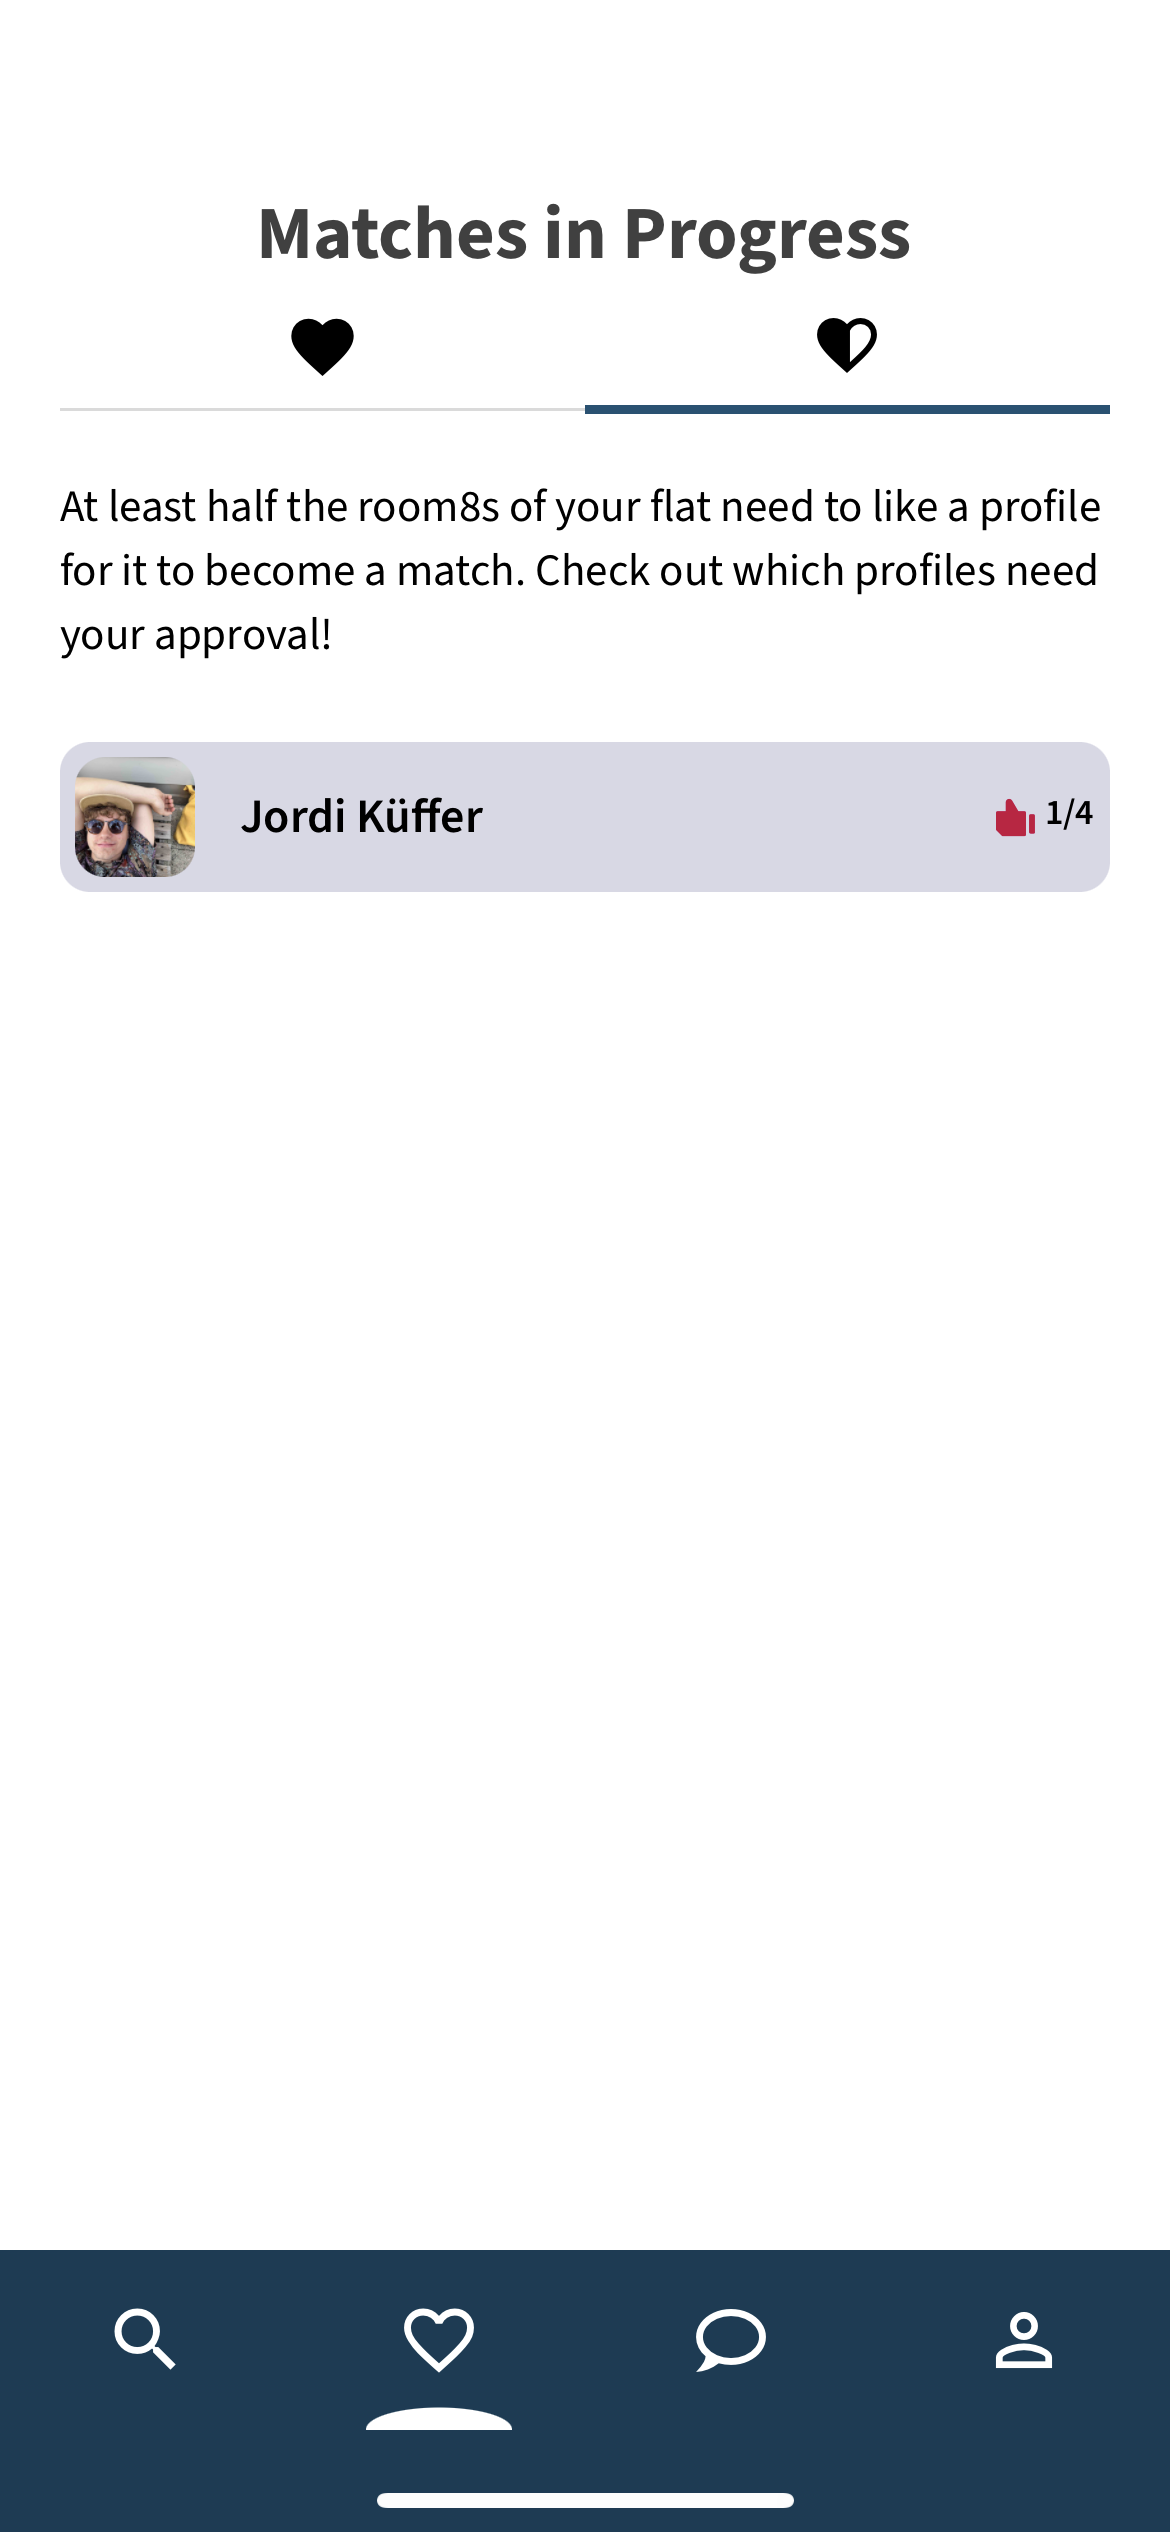 Matches in Progress
At least half the room8s of your flat need to like a profile
for it to become a match. Check out which profiles need
your approval!
Jordi Küffer
1/4